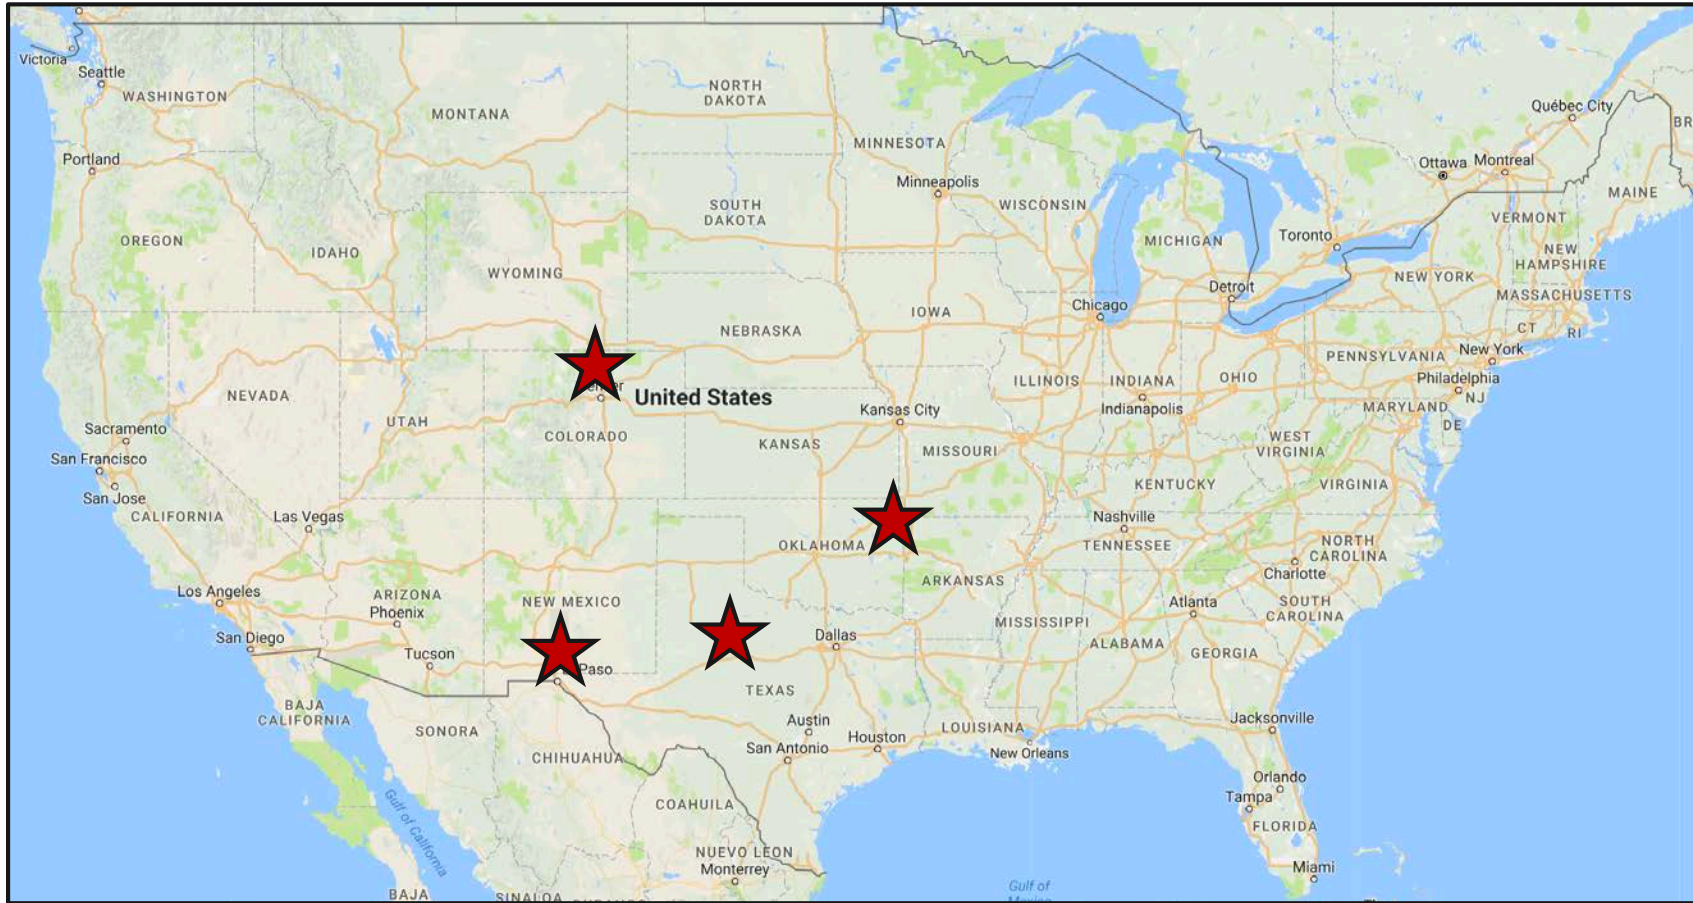 Victoria
Seattle
WASHINGTON
MONTANA
NORTH
DAKOTA
MINNESOTA
Québec City
Portland
Minneapolis
Ottawa
Montreal
MAINE
SOUTH
DAKOTA
WISCONSIN
VERMONT
OREGON
IDAHO
MICHIGAN
Toronto
NEW
HAMPSHIRE
WYOMING
NEW YORK
Detroit
MASSACHUSETTS
Chicago
IOWA
NEBRASKA
CT
RI
PENNSYLVANIA
New York
ILLINOIS
INDIANA
OHIO
Philadelphia
NJ
NEVADA
United States
Kansas City
Indianapolis
MARYLAND
DE
UTAH
Sacramento
COLORADO
KANSAS
MISSOURI
WEST
VIRGINIA
San Francisco
San Jose
KENTUCKY
VIRGINIA
CALIFORNIA
Las Vegas
Nashville
OKLAHOMA
TENNESSEE
NORTH
CAROLINA
Charlotte
ARKANSAS
Los Angeles
ARIZONA
Phoenix
NEW MEXICO
Atlanta
SOUTH
CAROLINA
MISSISSIPPI
San Diego
Dallas
ALABAMA
GEORGIA
Tucson
Paso
TEXAS
BAJA
CALIFORNIA
SONORA
Austin
Jacksonville
LOUISIANA
Houston
San Antonio
New Orleans
CHIHUAHUA
Orlando
Tampa
COAHUILA
Gulf of California
FLORIDA
NUEVO LEON
Monterrey
Miami
BAJA
Gulf of